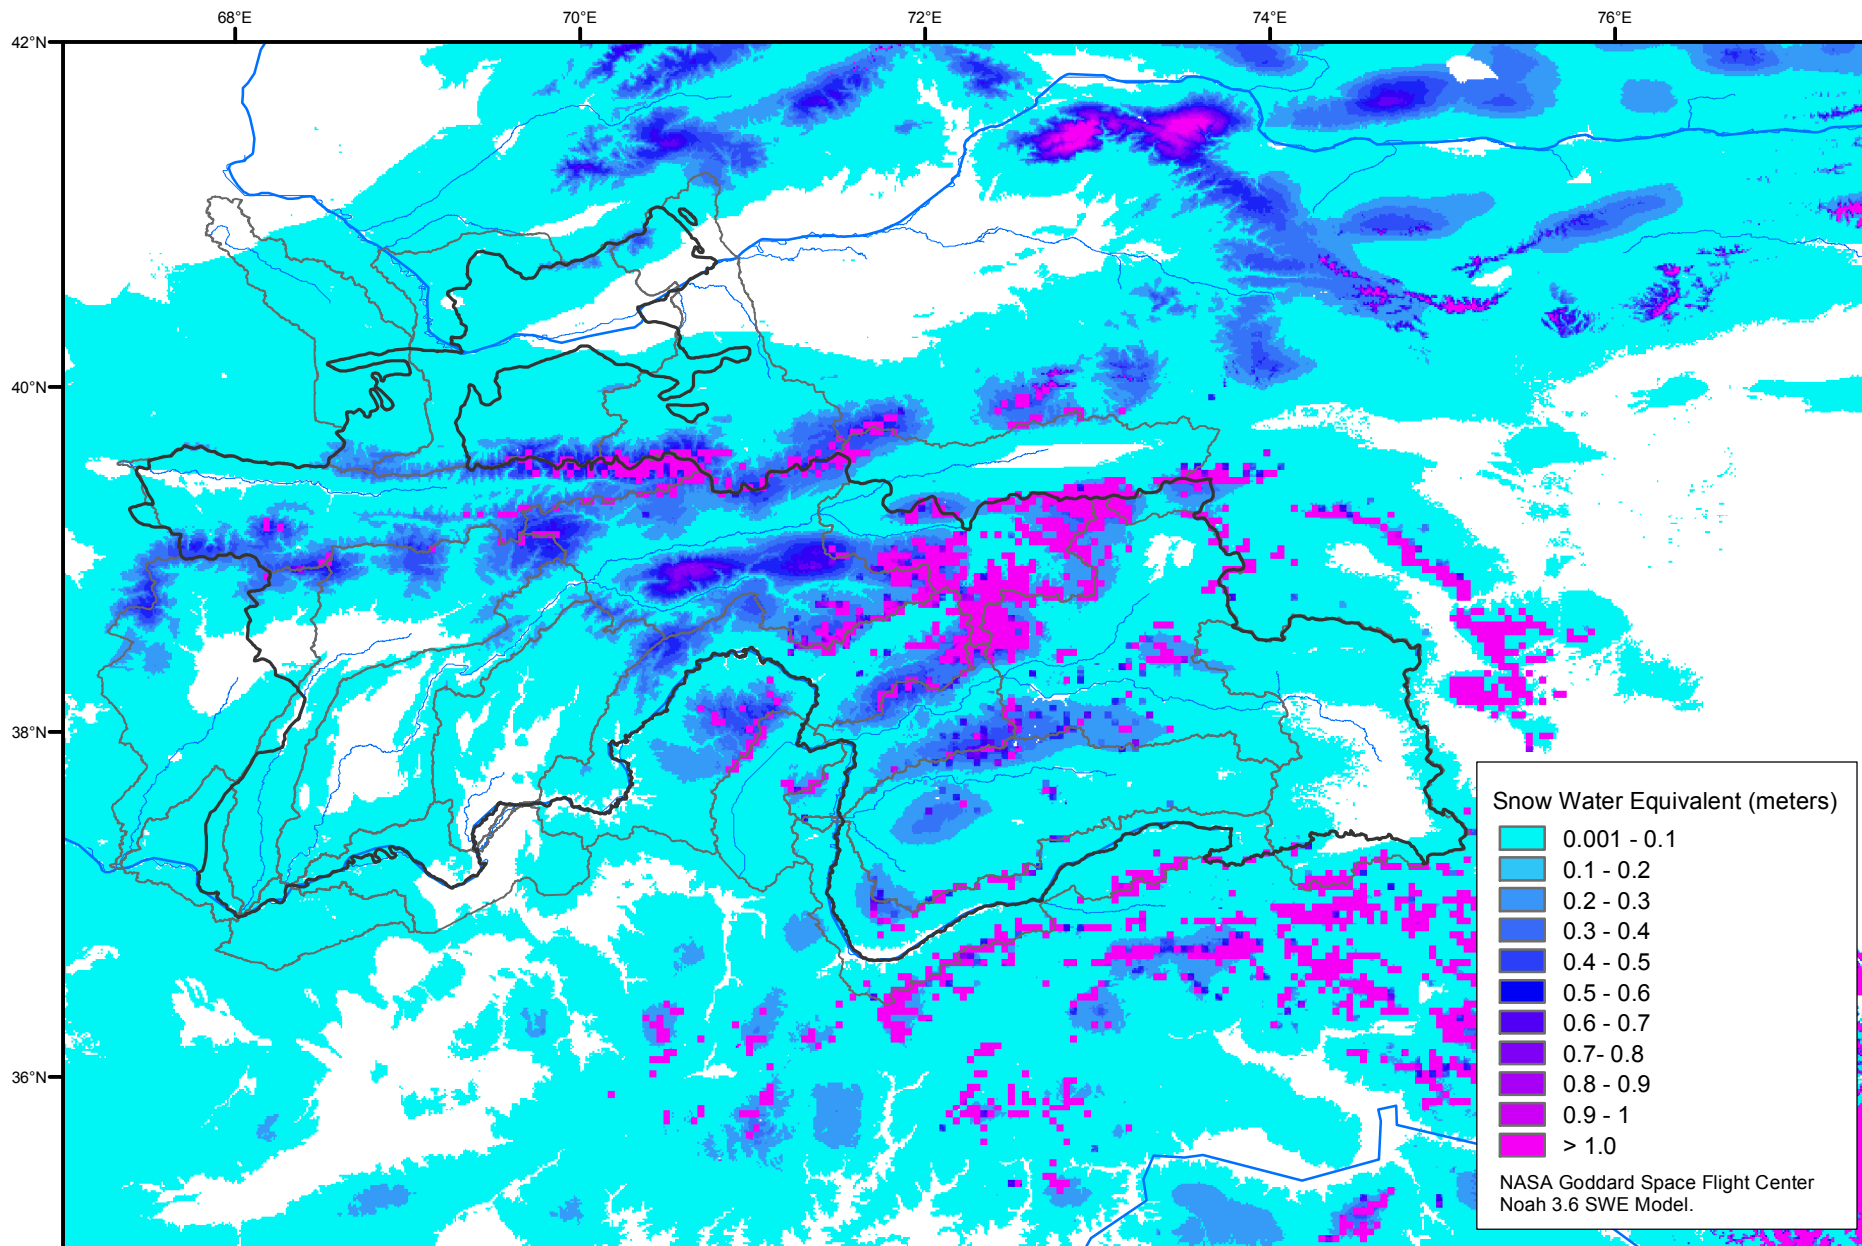 68°E 70°E 72°E 74°E 76°E
42°N
40°N
38°N
36°N
Snow Water Equivalent (meters)
0.001 - 0.1
0.1 - 0.2
0.2 - 0.3
0.3 - 0.4
0.4 - 0.5
0.5 - 0.6
0.6 - 0.7
0.7- 0.8
0.8 - 0.9
0.9 - 1
> 1.0
NASA Goddard Space Flight Center
Noah 3.6 SWE Model.